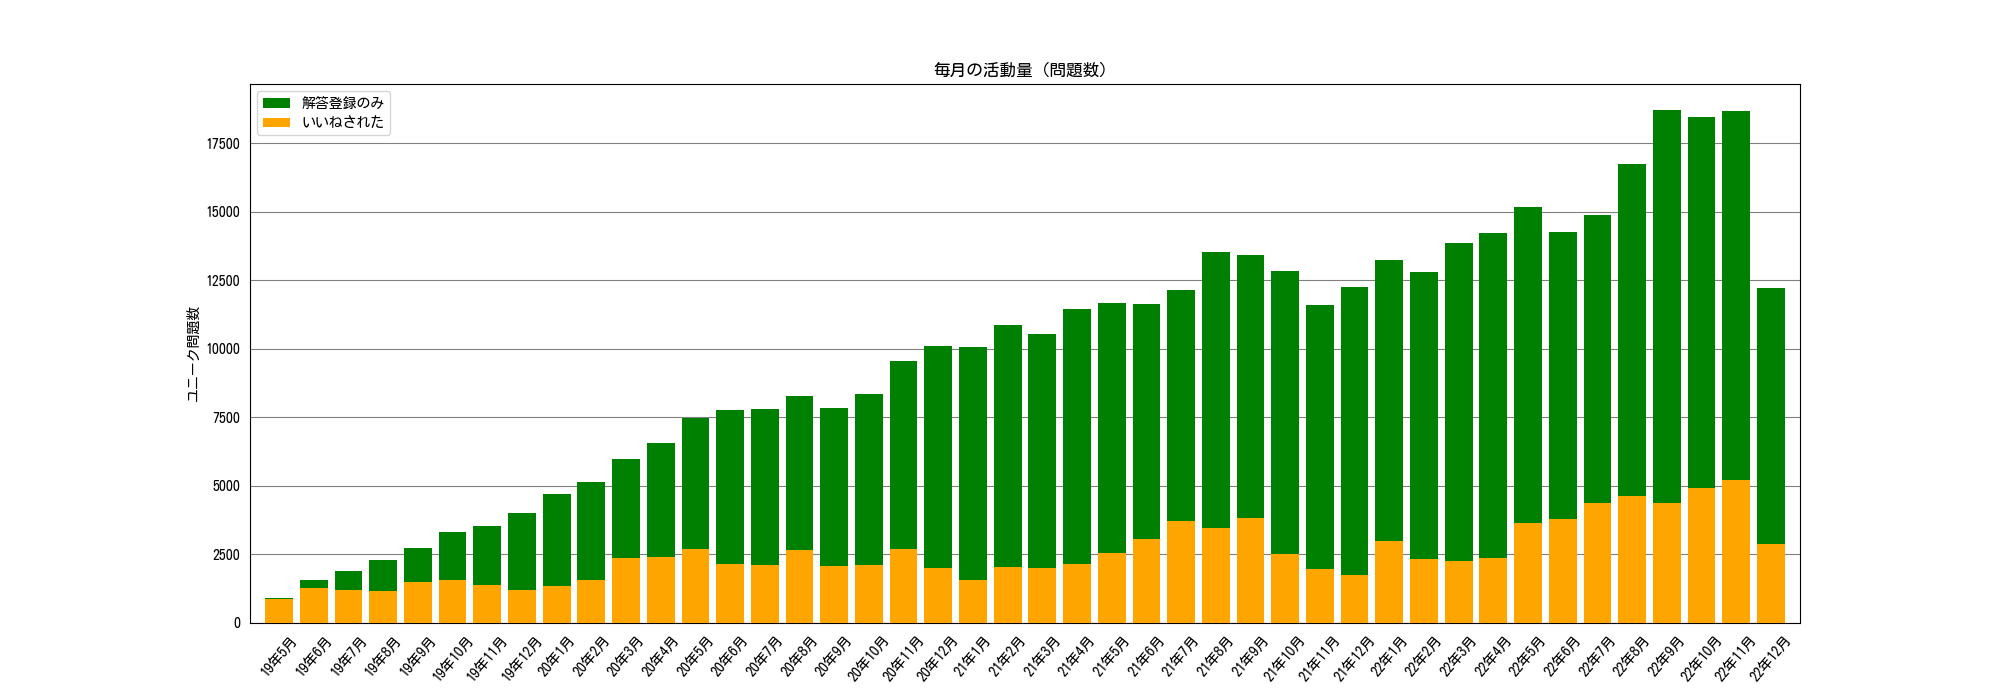 毎月の活動量（問題数）
解答登録のみ
いいねされた
ユニーク問題数
17500
15000
12500
10000
7500
5000
2500
0
19年5月
19年6月
19年7月
19年8月
19年9月
19年10月
19年11月
19年12月
20年1月
20年2月
20年3月
20年4月
20年5月
20年6月
20年7月
20年8月
20年9月
20年10月
20年11月
20年12月
21年1月
21年2月
21年3月
21年4月
21年5月
21年6月
21年7月
21年8月
21年9月
21年10月
21年11月
21年12月
22年1月
22年2月
22年3月
22年4月
22年5月
22年6月
22年7月
22年8月
22年9月
22年10月
22年11月
22年12月